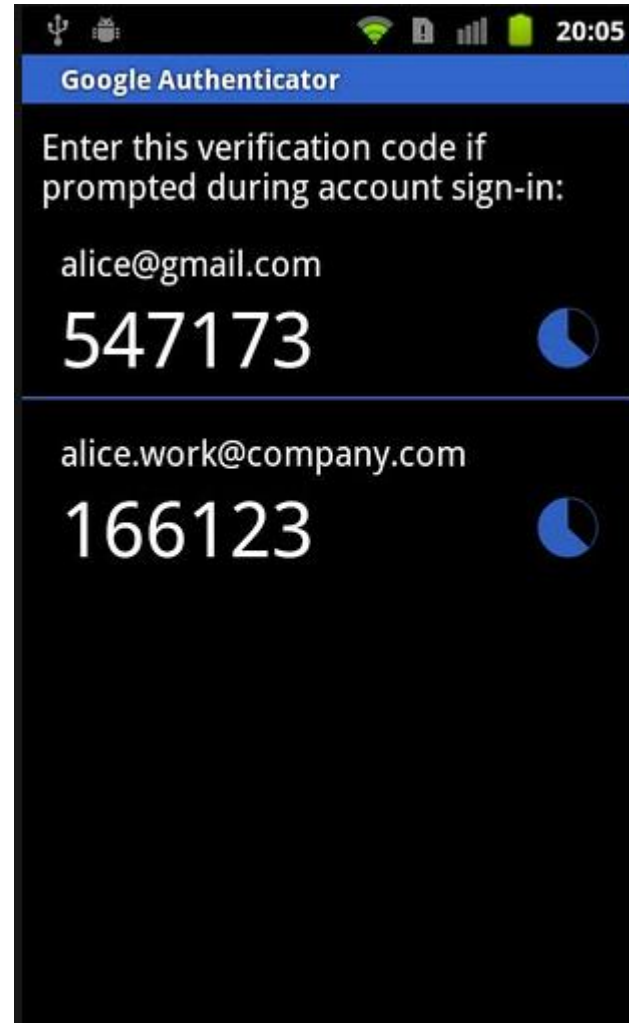 20:05
Google Authenticator
Enter this verification code if
prompted during account sign-in:
alice@gmail.com
547173
alice.work@company.com
166123